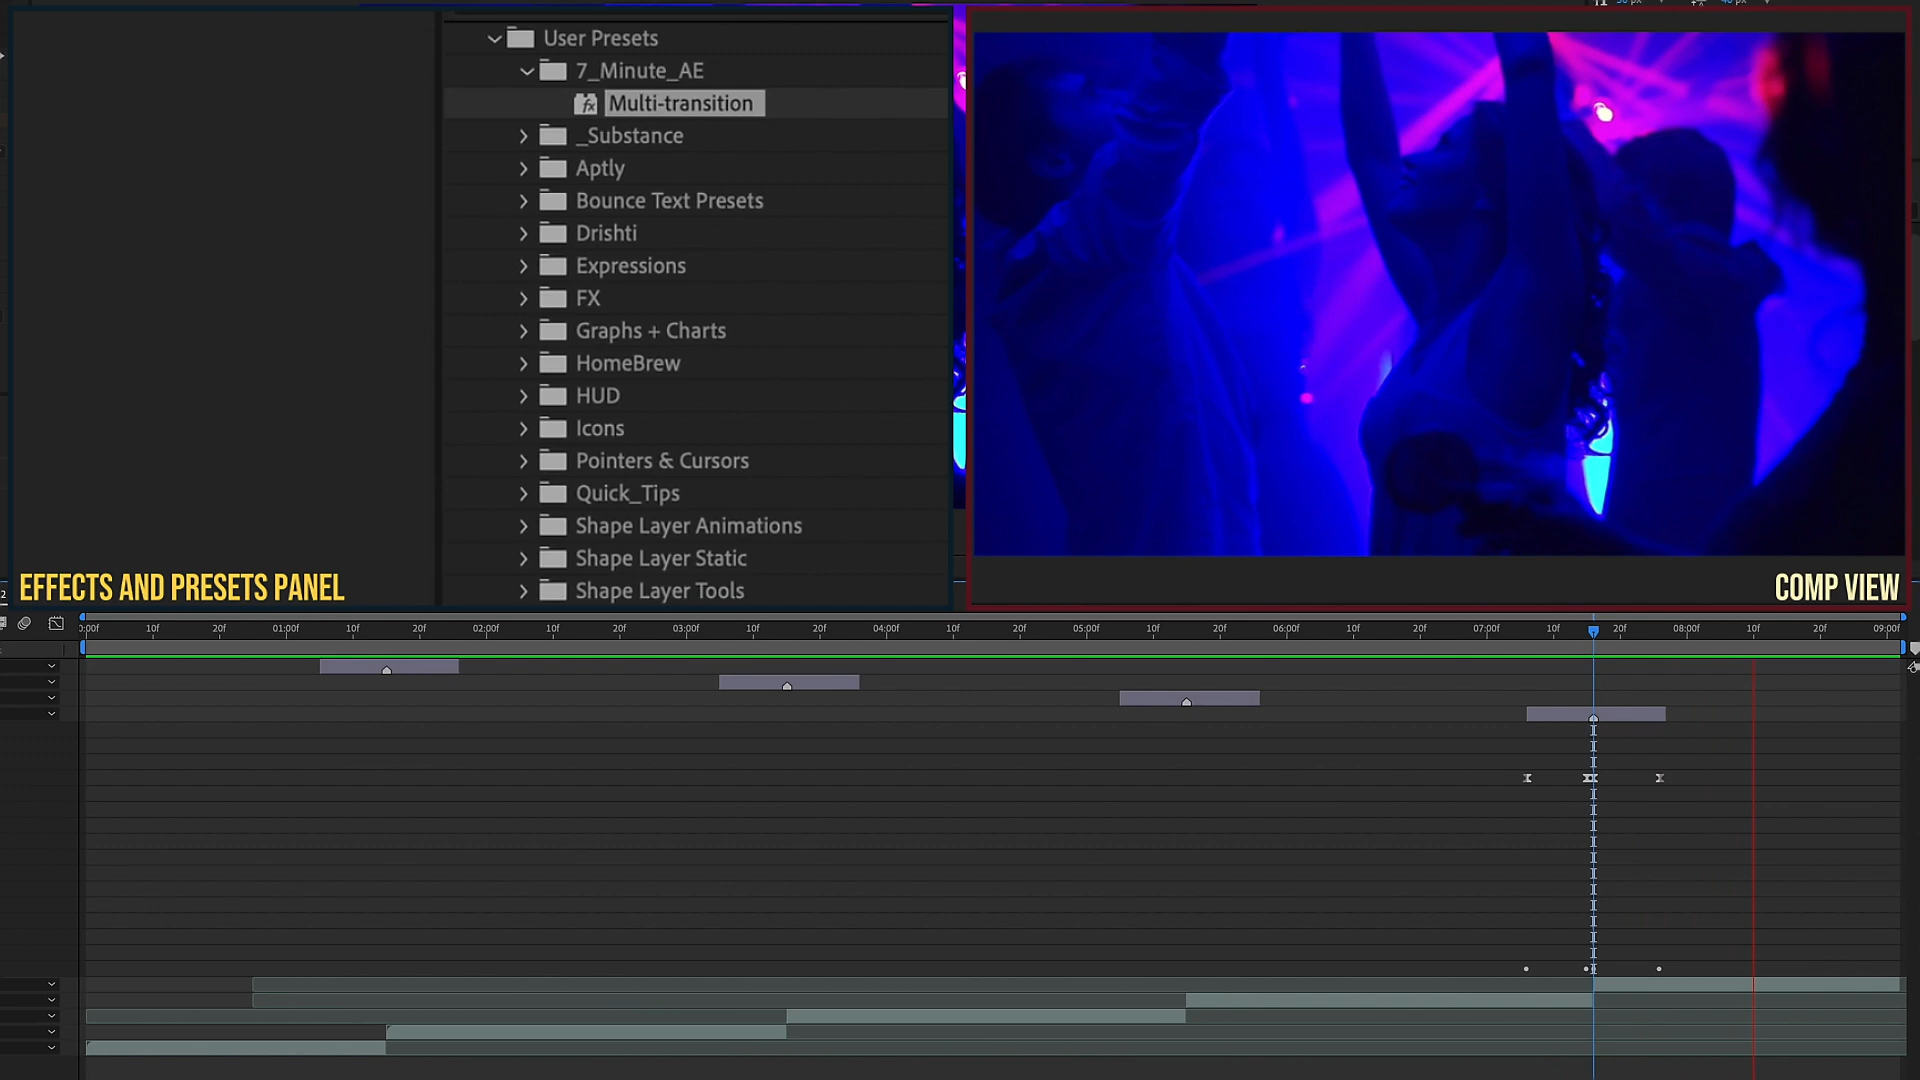 User Presets
7_Minute_AE
Multi-transition
_Substance
Aptly
Bounce Text Presets
Drishti
Expressions
FX
Graphs + Charts
HomeBrew
HUD
Icons
Pointers & Cursors
Quick_Tips
Shape Layer Animations
Shape Layer Static
Shape Layer Tools
EFFECTS AND PRESETS PANEL
COMP VIEW
:00f 10f 20f 01:00f 10f 20f 02:00f 10f 20f 03:00f 10f 20f 04:00f 10f 20f 05:00f 10f 20f 06:00f 10f 20f 07:00f 10f 20f 08:00f 10f 20f 09:00f